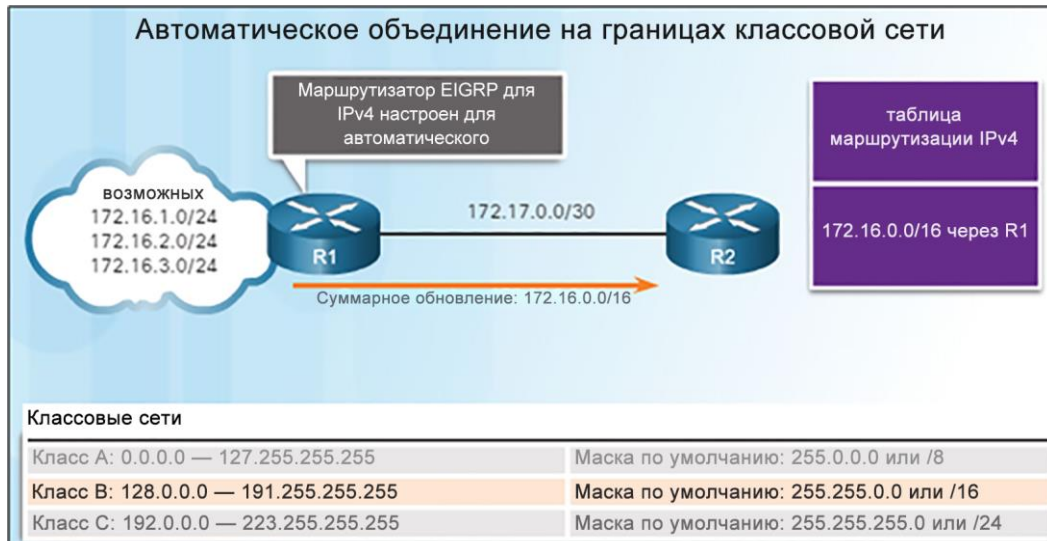 Автоматическое объединение на границах классовой сети
Маршрутизатор EIGRP для
IPv4 настроен для
автоматического
таблица
маршрутизации IPv4
возможных
172.16.1.0/24
172.16.2.0/24
172.16.3.0/24
172.17.0.0/30
172.16.0.0/16 через R1
R1
R2
Суммарное обновление: 172.16.0.0/16
Классовые сети
Класс A: 0.0.0.0 — 127.255.255.255 Маска по умолчанию: 255.0.0.0 или /8
Класс B: 128.0.0.0 — 191.255.255.255 Маска по умолчанию: 255.255.0.0 или /16
Класс C: 192.0.0.0 — 223.255.255.255 Маска по умолчанию: 255.255.255.0 или /24